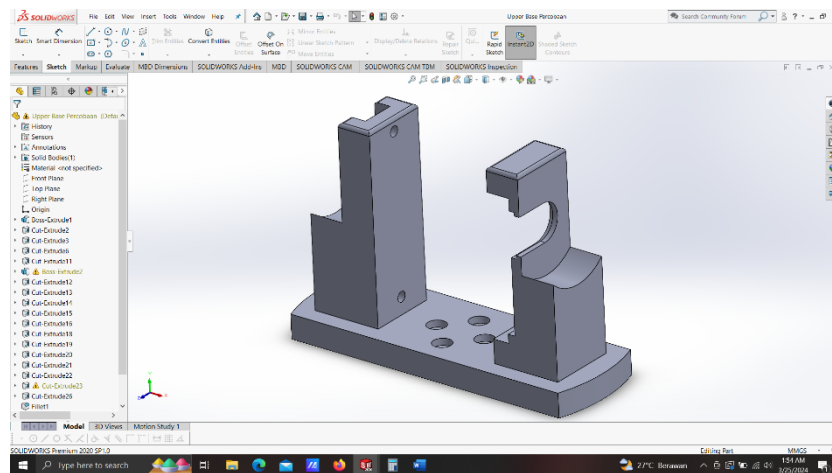 SOLIDWORKS File Edit View Insert Tools Window Help Upper Base Percobaan Search Community Forum
Sketch Smart Dimension Trim Entities Convert Entities Offset Entities Offset On Surface Mirror Entities Linear Sketch Pattern Move Entities Display/Delete Relations Repair Sketch Quick Rapid Sketch Instant2D Shaded Sketch Contours
Features Sketch Markup Evaluate MBD Dimensions SOLIDWORKS Add-Ins MBD SOLIDWORKS CAM SOLIDWORKS CAM TBM SOLIDWORKS Inspection
Upper Base Percobaan (Defau
History
Sensors
Annotations
Solid Bodies(1)
Material <not specified>
Front Plane
Top Plane
Right Plane
Origin
Boss-Extrude1
Cut-Extrude2
Cut-Extrude3
Cut-Extrude6
Cut-Extrude11
Boss-Extrude2
Cut-Extrude12
Cut-Extrude13
Cut-Extrude14
Cut-Extrude15
Cut-Extrude16
Cut-Extrude18
Cut-Extrude19
Cut-Extrude20
Cut-Extrude21
Cut-Extrude22
Cut-Extrude23
Cut-Extrude26
Fillet1
Model 3D Views Motion Study 1
SOLIDWORKS Premium 2020 SP1.0 Editing Part MMGS
Type here to search 27°C Berawan 1:54 AM
3/25/2024